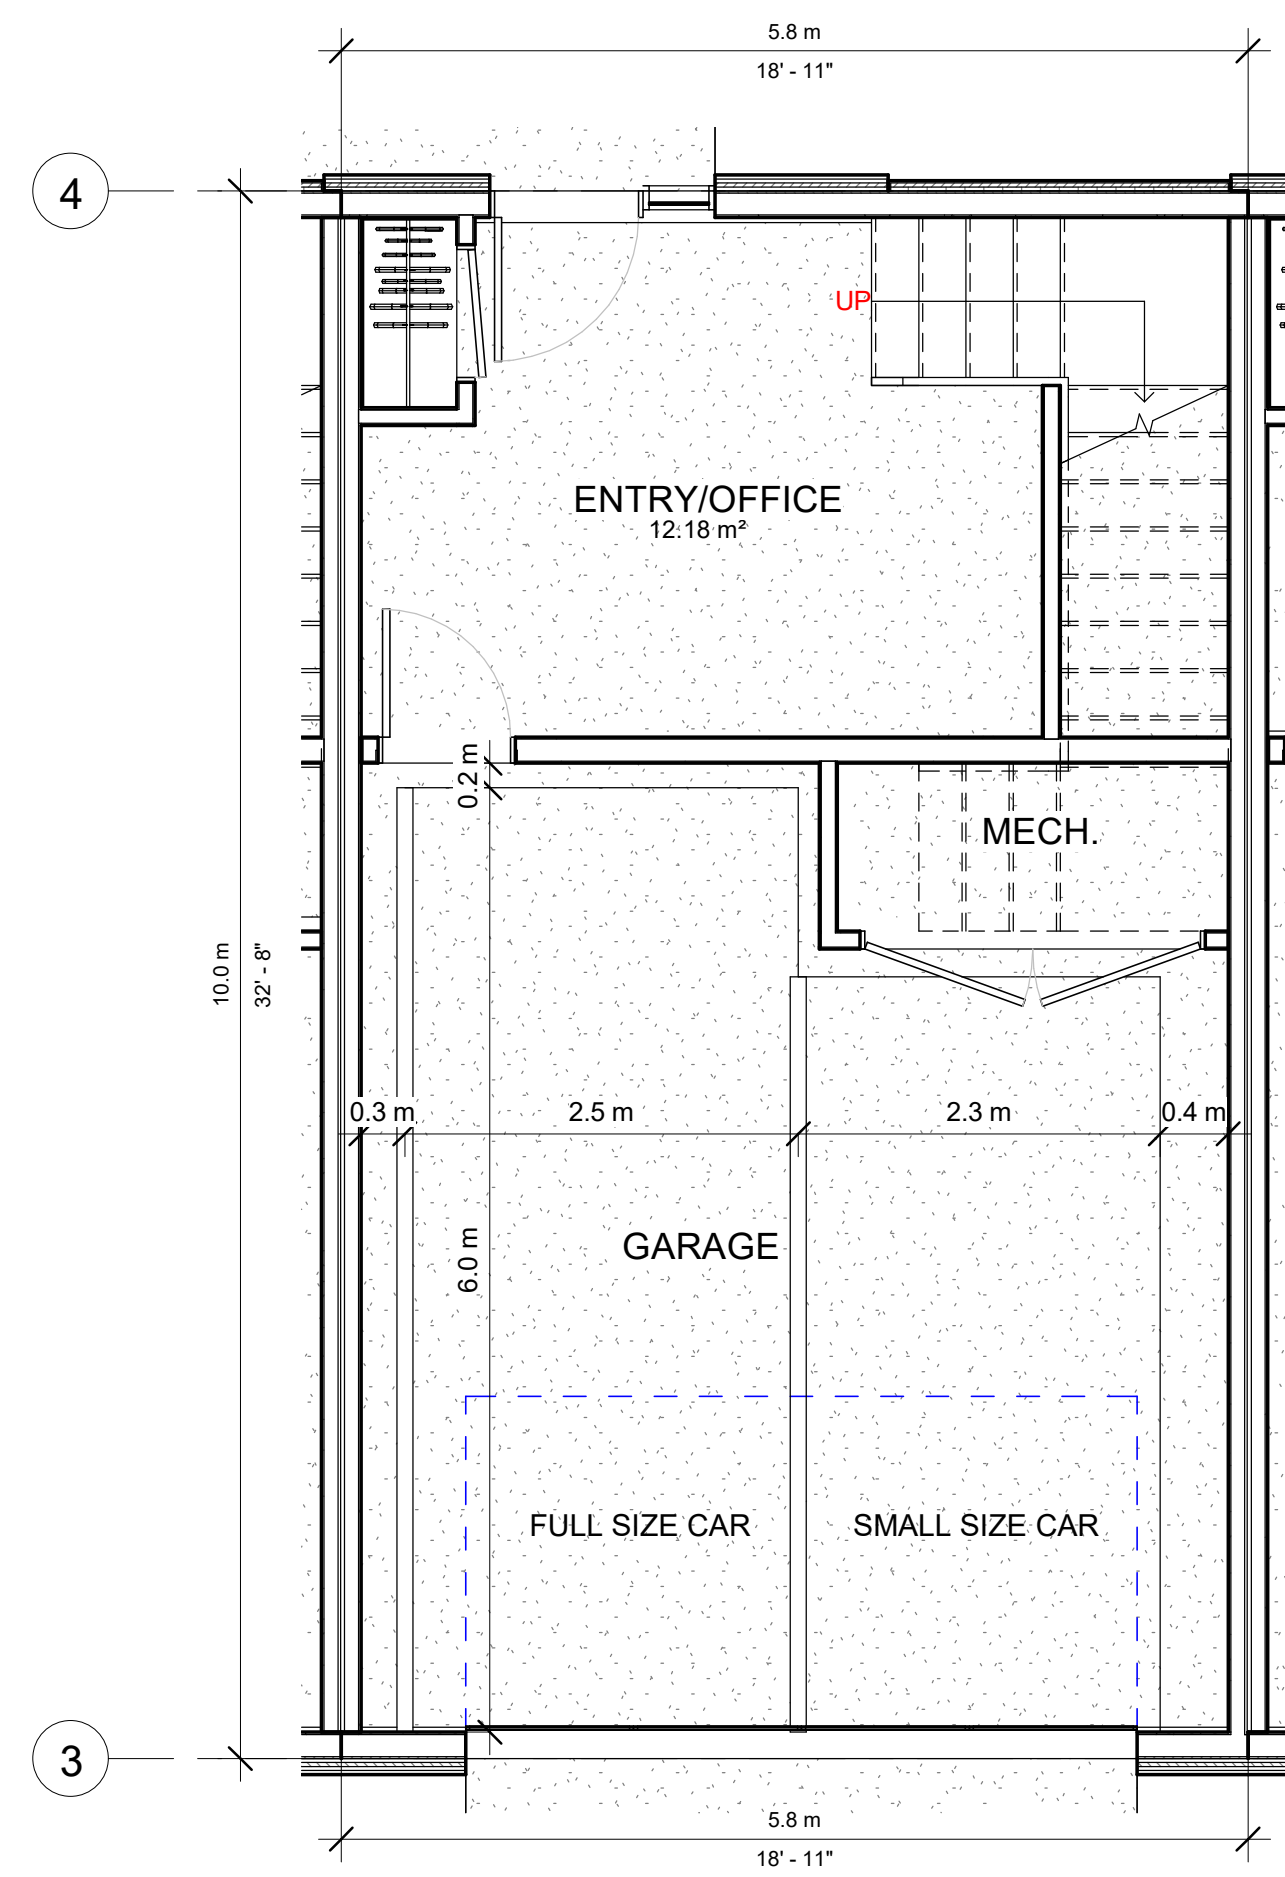 5.8 m
18' - 11"
4
UP
ENTRY/OFFICE
12.18 m²
0.2 m
MECH.
10.0 m
32' - 8"
0.3 m
2.5 m
2.3 m
0.4 m
6.0 m
GARAGE
FULL SIZE CAR
SMALL SIZE CAR
3
5.8 m
18' - 11"